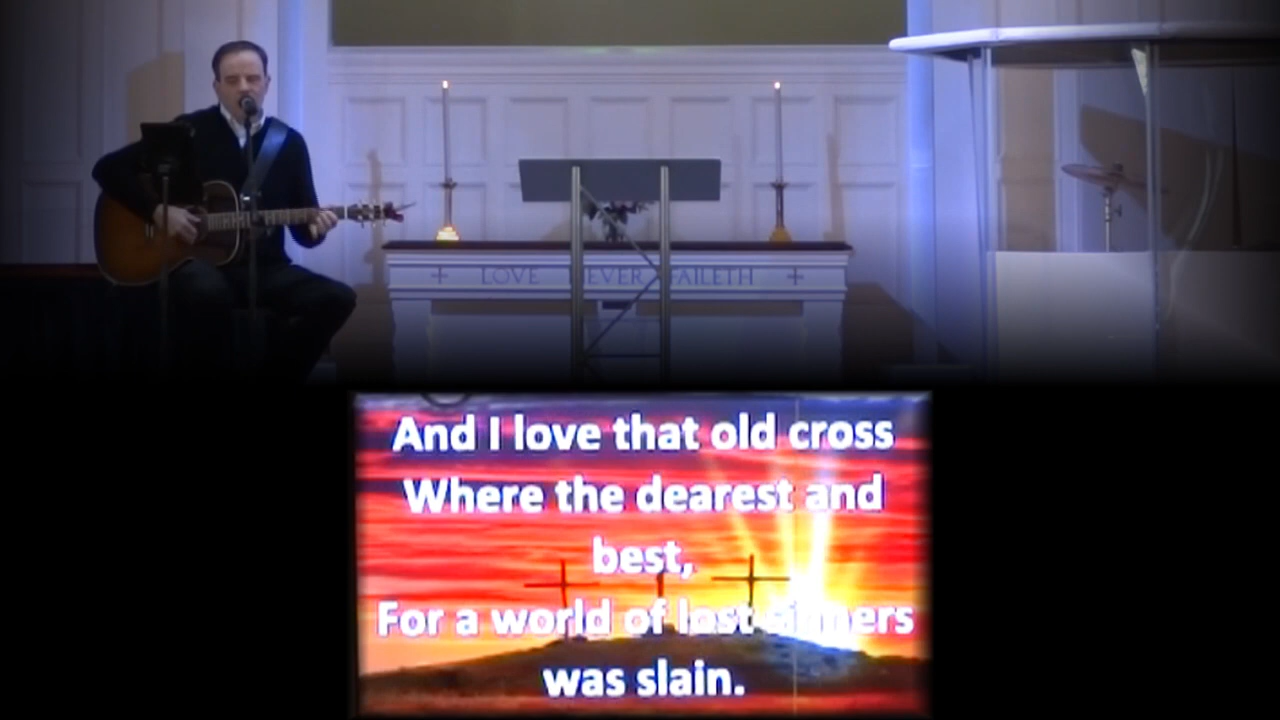 LOVE NEVER FAILETH
And I love that old cross
Where the dearest and
best,
For a world of lost sinners
was slain.